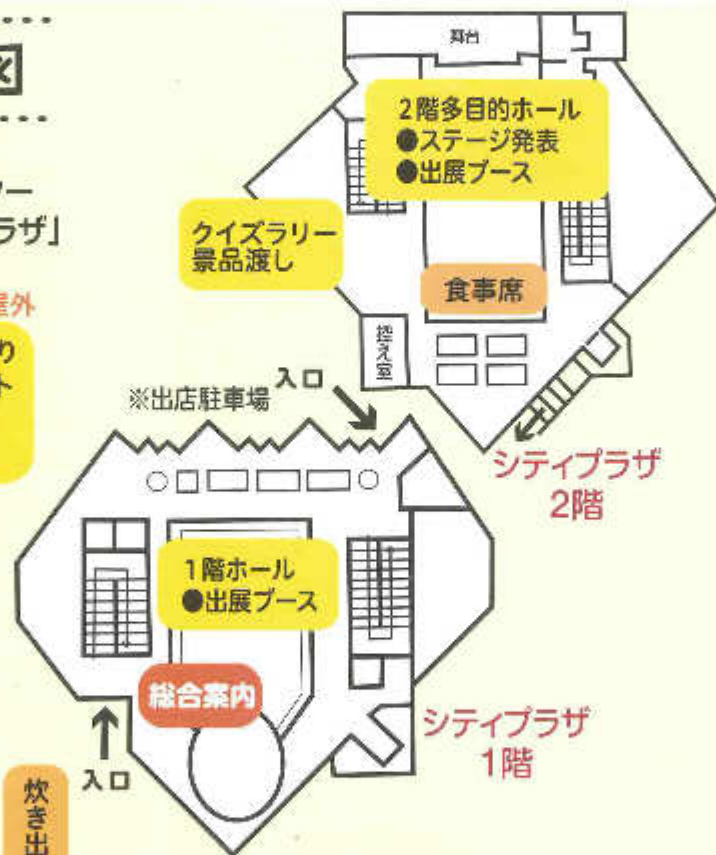 図
ラザ」
屋外
舞台
2階多目的ホール
●ステージ発表
●出展ブース
クイズラリー
景品渡し
食事席
控え室
※出店駐車場
入口
シティプラザ
2階
1階ホール
●出展ブース
総合案内
シティプラザ
1階
入口
炊き出